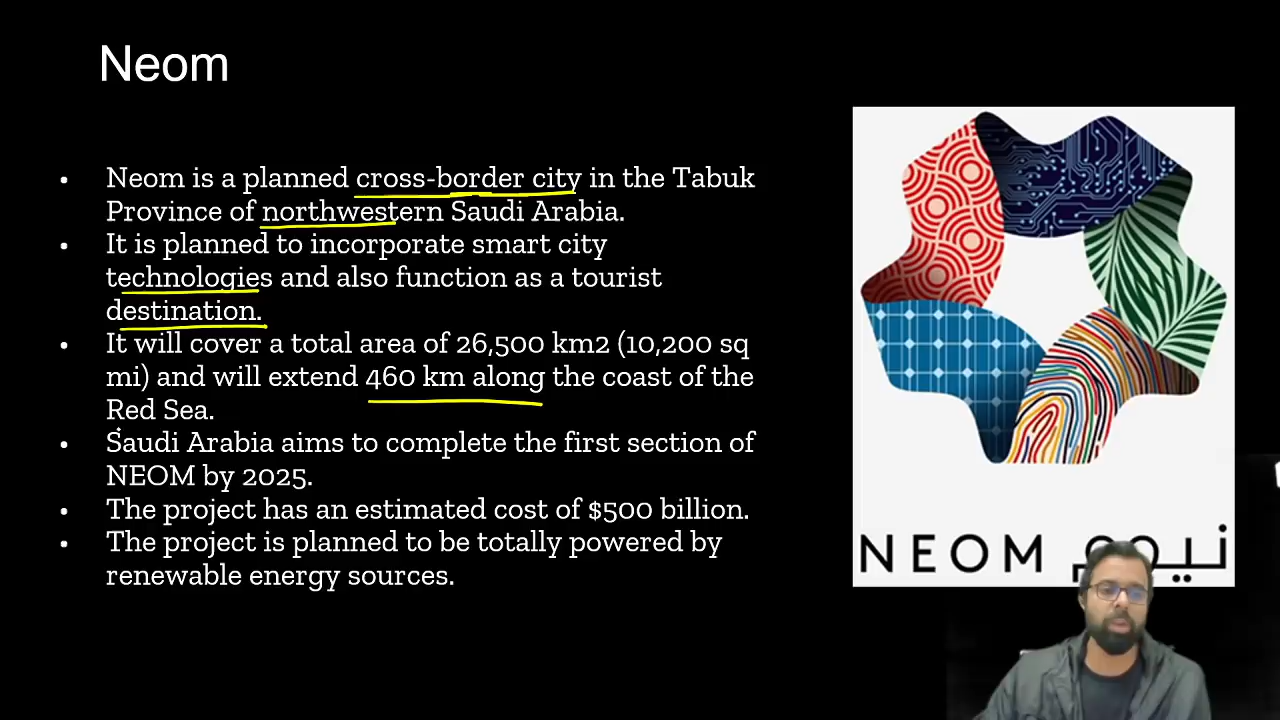 Neom
• Neom is a planned cross-border city in the Tabuk
Province of northwestern Saudi Arabia.
• It is planned to incorporate smart city
technologies and also function as a tourist
destination.
• It will cover a total area of 26,500 km2 (10,200 sq
mi) and will extend 460 km along the coast of the
Red Sea.
• Saudi Arabia aims to complete the first section of
NEOM by 2025.
• The project has an estimated cost of $500 billion.
• The project is planned to be totally powered by
renewable energy sources.
NEOM